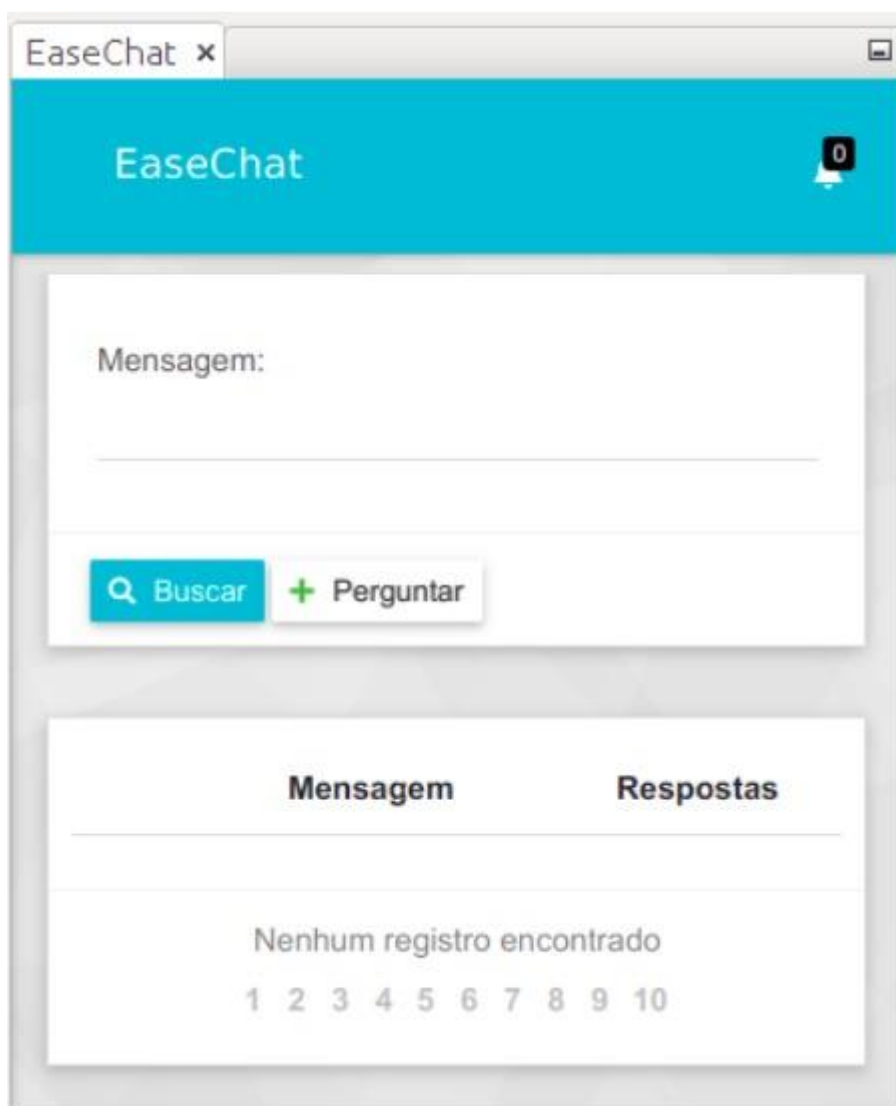 EaseChat
EaseChat 0
Mensagem:
Buscar Perguntar
Mensagem Respostas
Nenhum registro encontrado
1 2 3 4 5 6 7 8 9 10